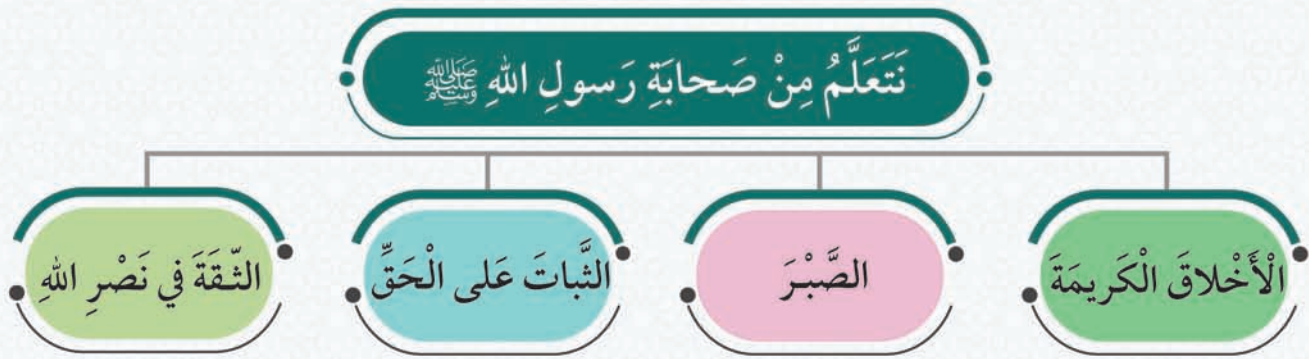 نَتَعَلَّمُ مِنْ صَحابَةِ رَسولِ اللهِ ﷺ
الْأَخْلاقَ الْكَريمَةَ
الصَّبْرَ
الثَّباتَ عَلى الْحَقِّ
الثّقَةَ في نَصْرِ اللهِ